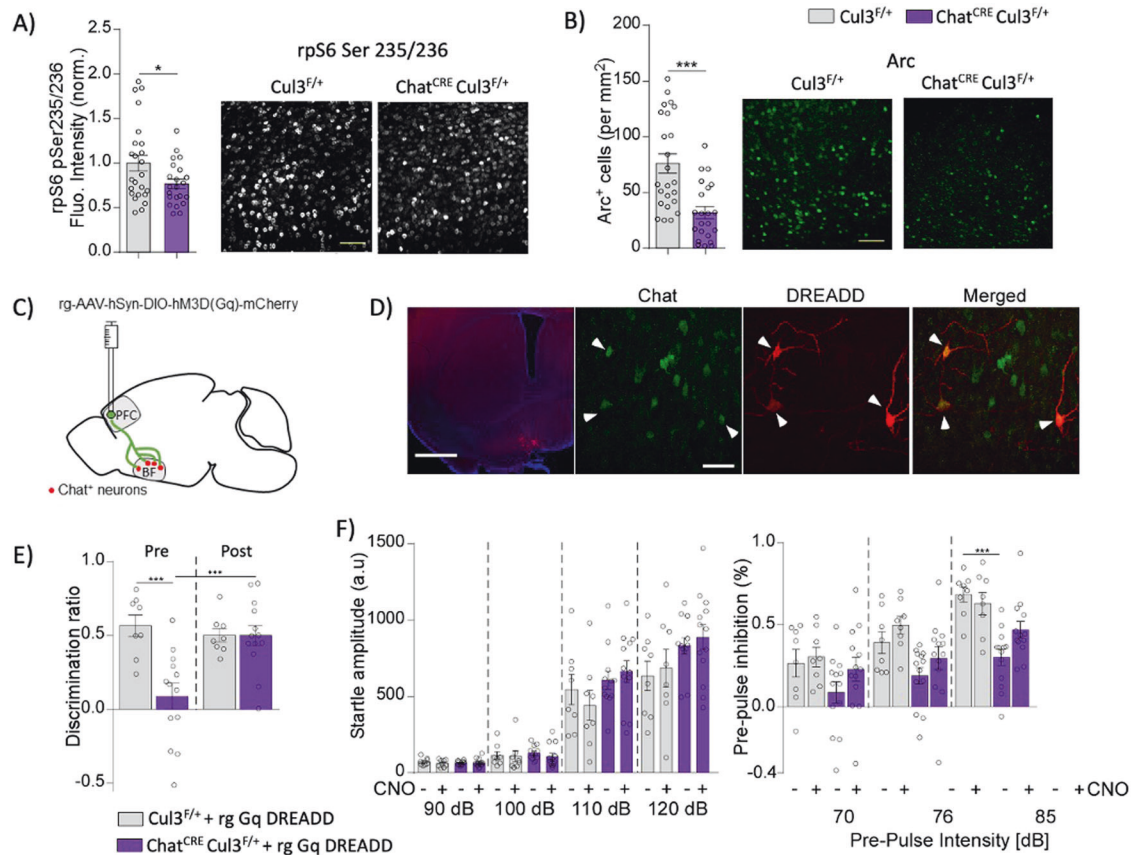 A)
rpS6 pSer235/236
Fluo. Intensity (norm.)
2.5
2.0
1.5
1.0
0.5
0.0
*
rpS6 Ser 235/236
Cul3F/+
ChatCRE Cul3F/+
B)
Cul3F/+
ChatCRE Cul3F/+
Arc+ cells (per mm2)
200
150
100
50
0
***
Arc
Cul3F/+
ChatCRE Cul3F/+
C)
rg-AAV-hSyn-DIO-hM3D(Gq)-mCherry
PFC
BF
Chat+ neurons
D)
Chat
DREADD
Merged
E)
Discrimination ratio
1.0
0.5
0.0
-0.5
Pre
Post
***
***
Cul3F/+ + rg Gq DREADD
ChatCRE Cul3F/+ + rg Gq DREADD
F)
Startle amplitude (a.u)
1500
1000
500
0
CNO - + - + - + - + - + - + - + - +
90 dB 100 dB 110 dB 120 dB
Pre-pulse inhibition (%)
1.0
0.5
0.0
-0.4
***
- + - + - + - + - + - + CNO
70 76 85
Pre-Pulse Intensity [dB]